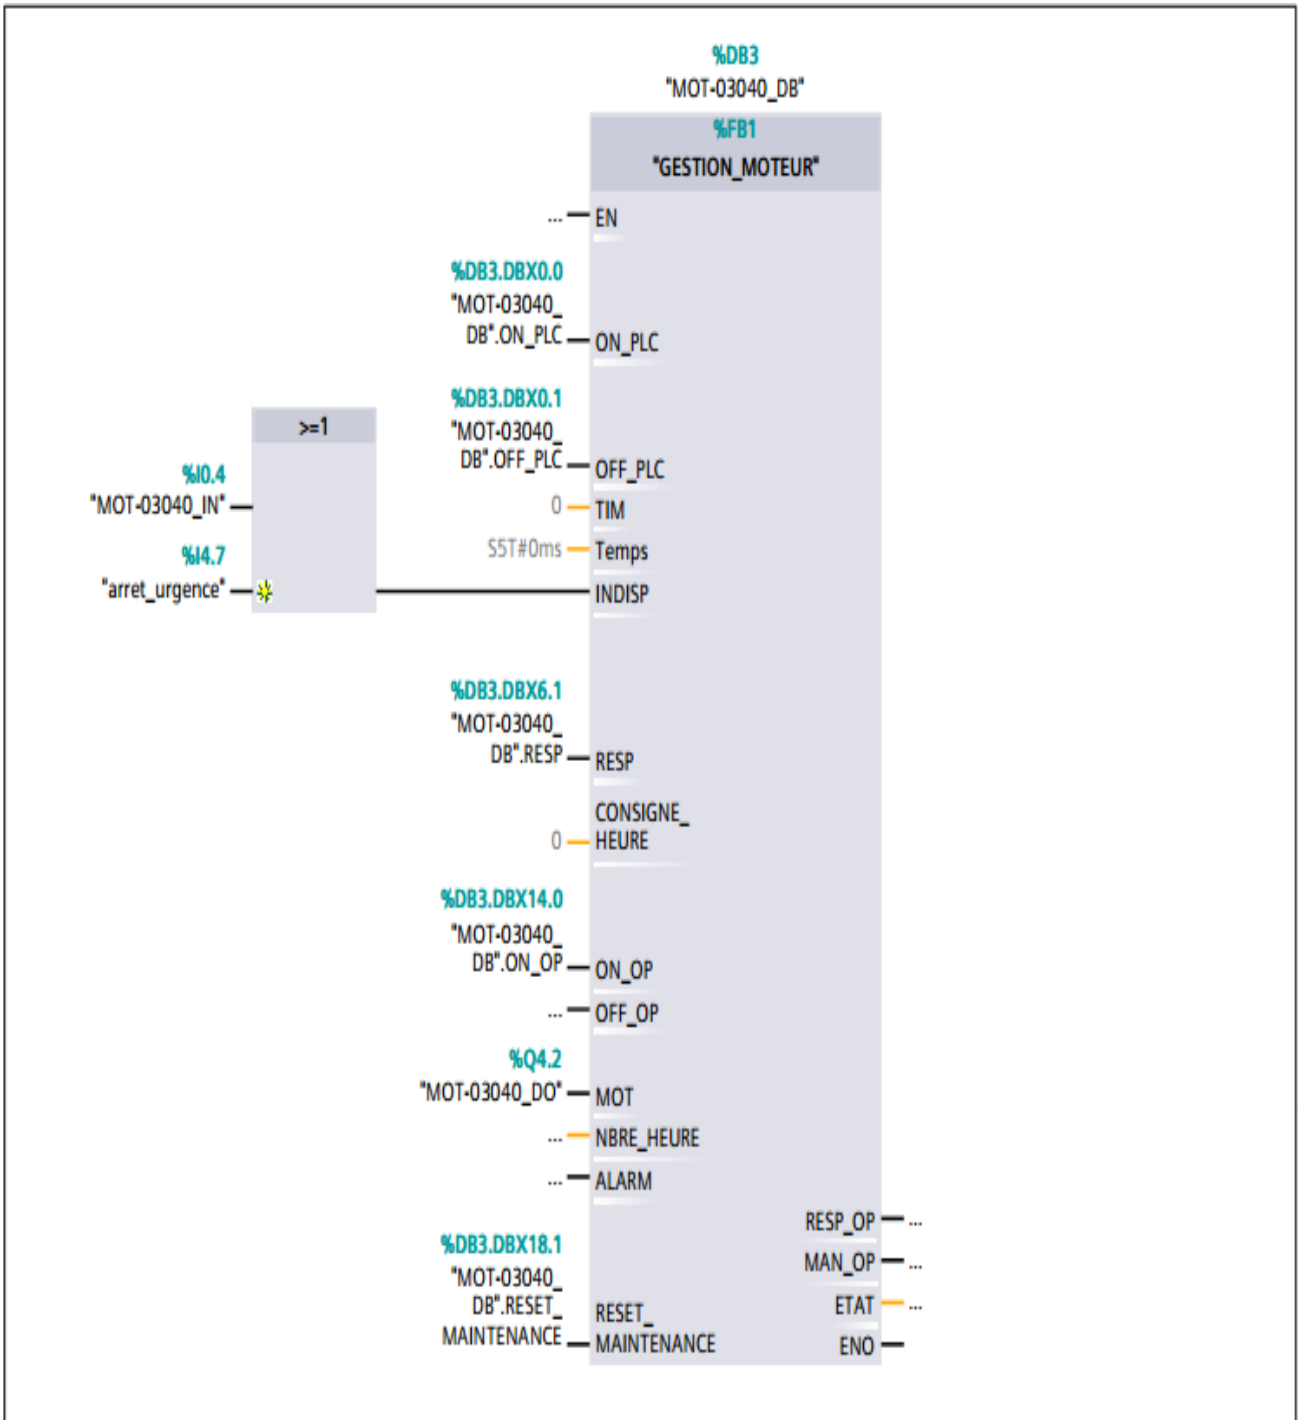 %DB3
"MOT-03040_DB"
%FB1
"GESTION_MOTEUR"
... EN
%DB3.DBX0.0
"MOT-03040_
DB".ON_PLC
ON_PLC
%DB3.DBX0.1
"MOT-03040_
DB".OFF_PLC
OFF_PLC
>=1
%I0.4
"MOT-03040_IN"
%I4.7
"arret_urgence"
0 TIM
S5T#0ms Temps
INDISP
%DB3.DBX6.1
"MOT-03040_
DB".RESP
RESP
CONSIGNE_
0 HEURE
%DB3.DBX14.0
"MOT-03040_
DB".ON_OP
ON_OP
... OFF_OP
%Q4.2
"MOT-03040_DO" MOT
... NBRE_HEURE
... ALARM
%DB3.DBX18.1
"MOT-03040_
DB".RESET_
MAINTENANCE
RESET_
MAINTENANCE
RESP_OP ...
MAN_OP ...
ETAT ...
ENO